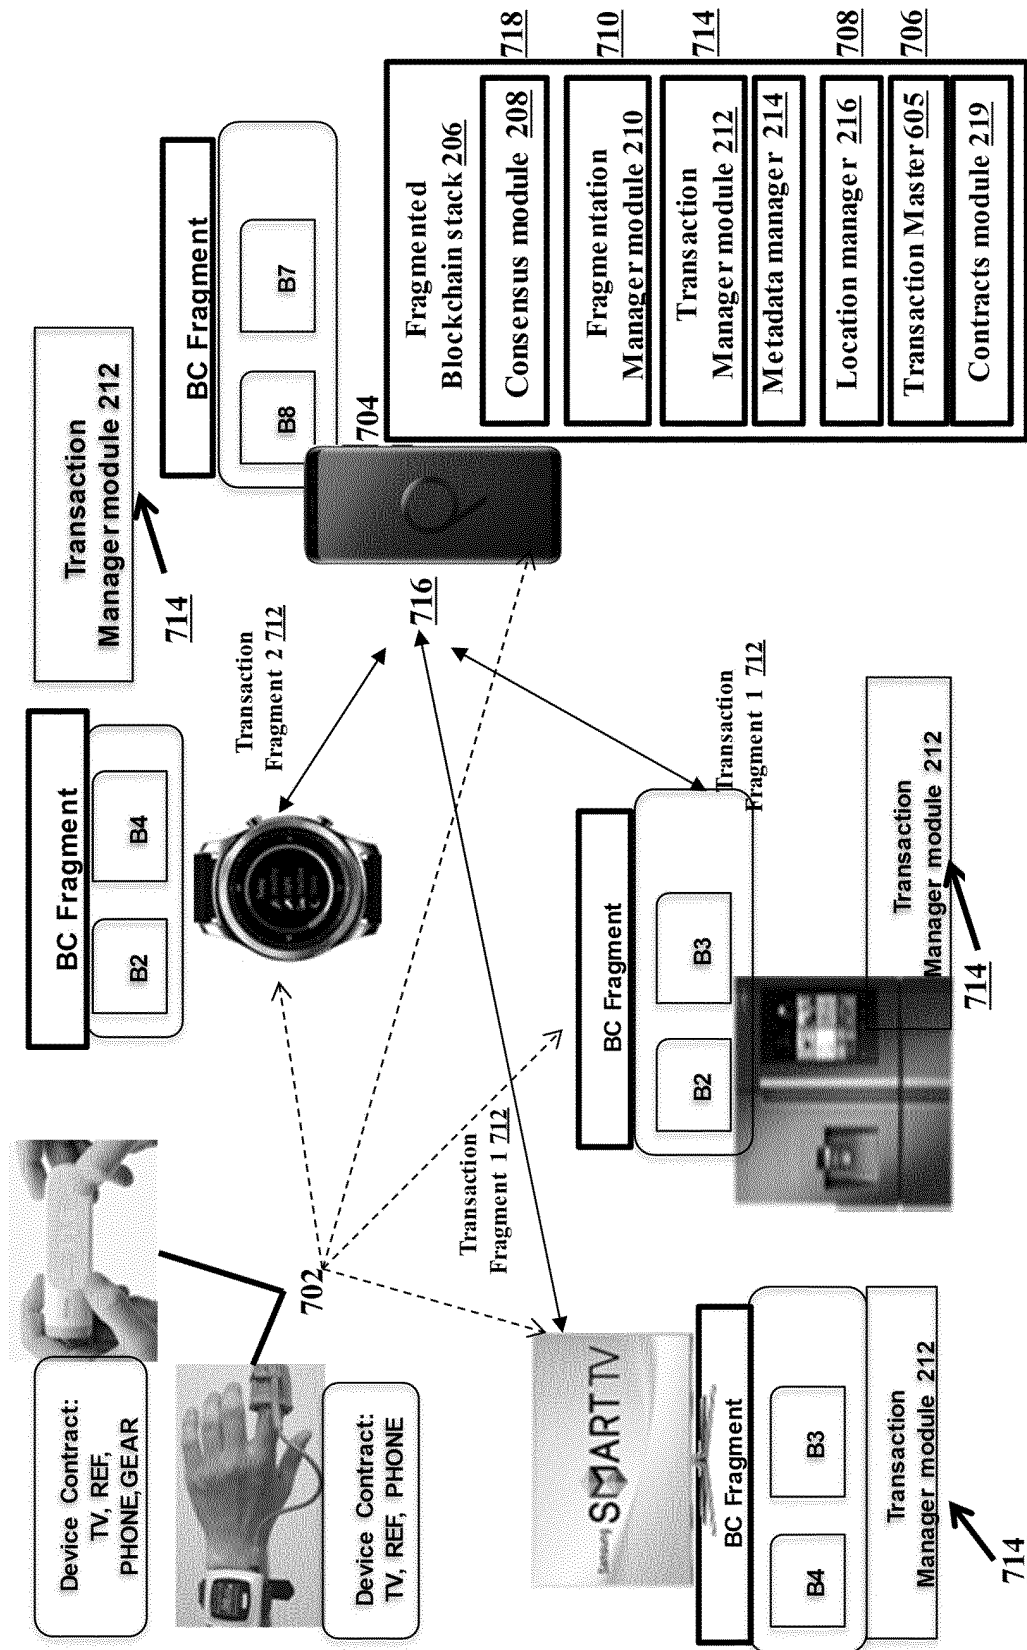 Device Contract:
TV, REF,
PHONE,GEAR
Device Contract:
TV, REF, PHONE
702
BC Fragment
B2
B4
Transaction
Manager module 212
714
Transaction
Fragment 2 712
BC Fragment
B8
B7
704
716
Samsung
SMART TV
BC Fragment
B4
B3
Transaction
Manager module 212
714
Transaction
Fragment 1 712
BC Fragment
B2
B3
Transaction
Fragment 1 712
Transaction
Manager module 212
714
Fragmented
Blockchain stack 206
Consensus module 208
718
Fragmentation
Manager module 210
710
Transaction
Manager module 212
714
Metadata manager 214
Location manager 216
708
Transaction Master 605
706
Contracts module 219